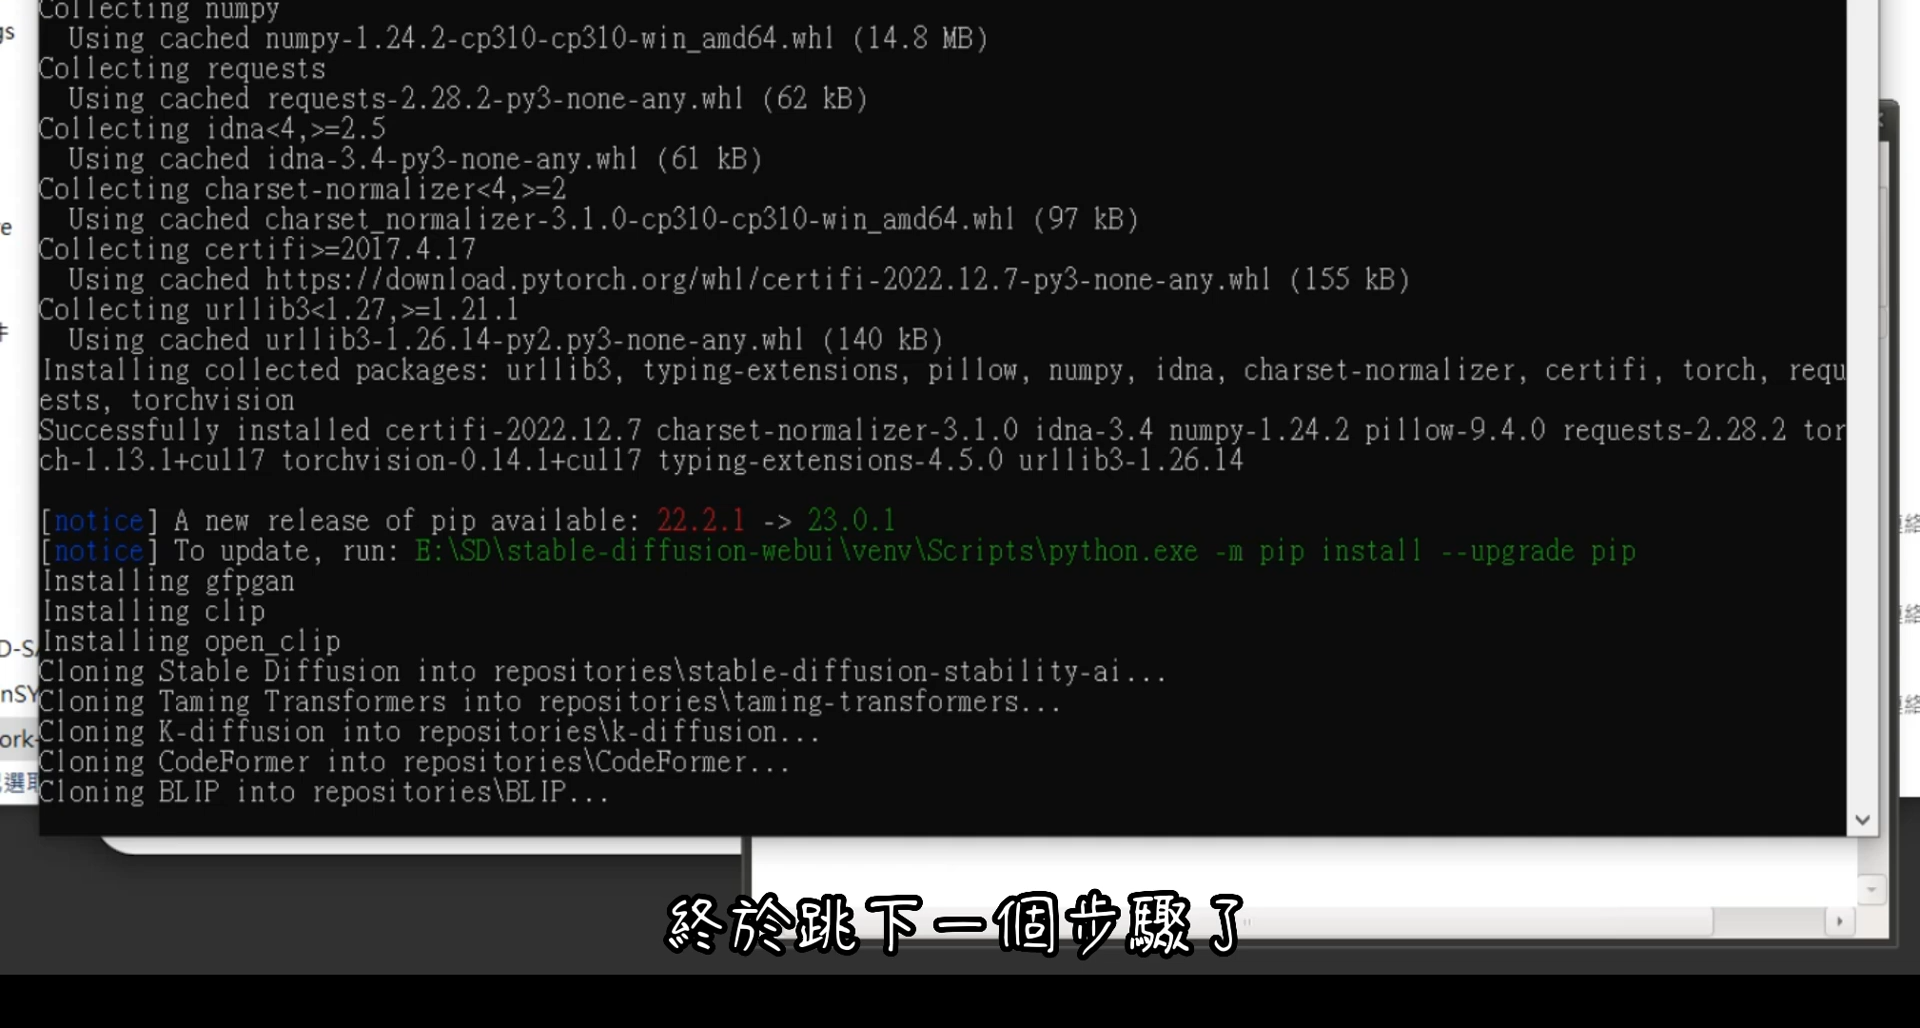 Collecting numpy
Using cached numpy-1.24.2-cp310-cp310-win_amd64.whl (14.8 MB)
Collecting requests
Using cached requests-2.28.2-py3-none-any.whl (62 kB)
Collecting idna<4,>=2.5
Using cached idna-3.4-py3-none-any.whl (61 kB)
Collecting charset-normalizer<4,>=2
Using cached charset_normalizer-3.1.0-cp310-cp310-win_amd64.whl (97 kB)
Collecting certifi>=2017.4.17
Using cached https://download.pytorch.org/whl/certifi-2022.12.7-py3-none-any.whl (155 kB)
Collecting urllib3<1.27,>=1.21.1
Using cached urllib3-1.26.14-py2.py3-none-any.whl (140 kB)
Installing collected packages: urllib3, typing-extensions, pillow, numpy, idna, charset-normalizer, certifi, torch, requ
ests, torchvision
Successfully installed certifi-2022.12.7 charset-normalizer-3.1.0 idna-3.4 numpy-1.24.2 pillow-9.4.0 requests-2.28.2 tor
ch-1.13.1+cu117 torchvision-0.14.1+cu117 typing-extensions-4.5.0 urllib3-1.26.14
[notice] A new release of pip available: 22.2.1 -> 23.0.1
[notice] To update, run: E:\SD\stable-diffusion-webui\venv\Scripts\python.exe -m pip install --upgrade pip
Installing gfpgan
Installing clip
Installing open_clip
Cloning Stable Diffusion into repositories\stable-diffusion-stability-ai...
Cloning Taming Transformers into repositories\taming-transformers...
Cloning K-diffusion into repositories\k-diffusion...
Cloning CodeFormer into repositories\CodeFormer...
Cloning BLIP into repositories\BLIP...
終於跳下一個步驟了